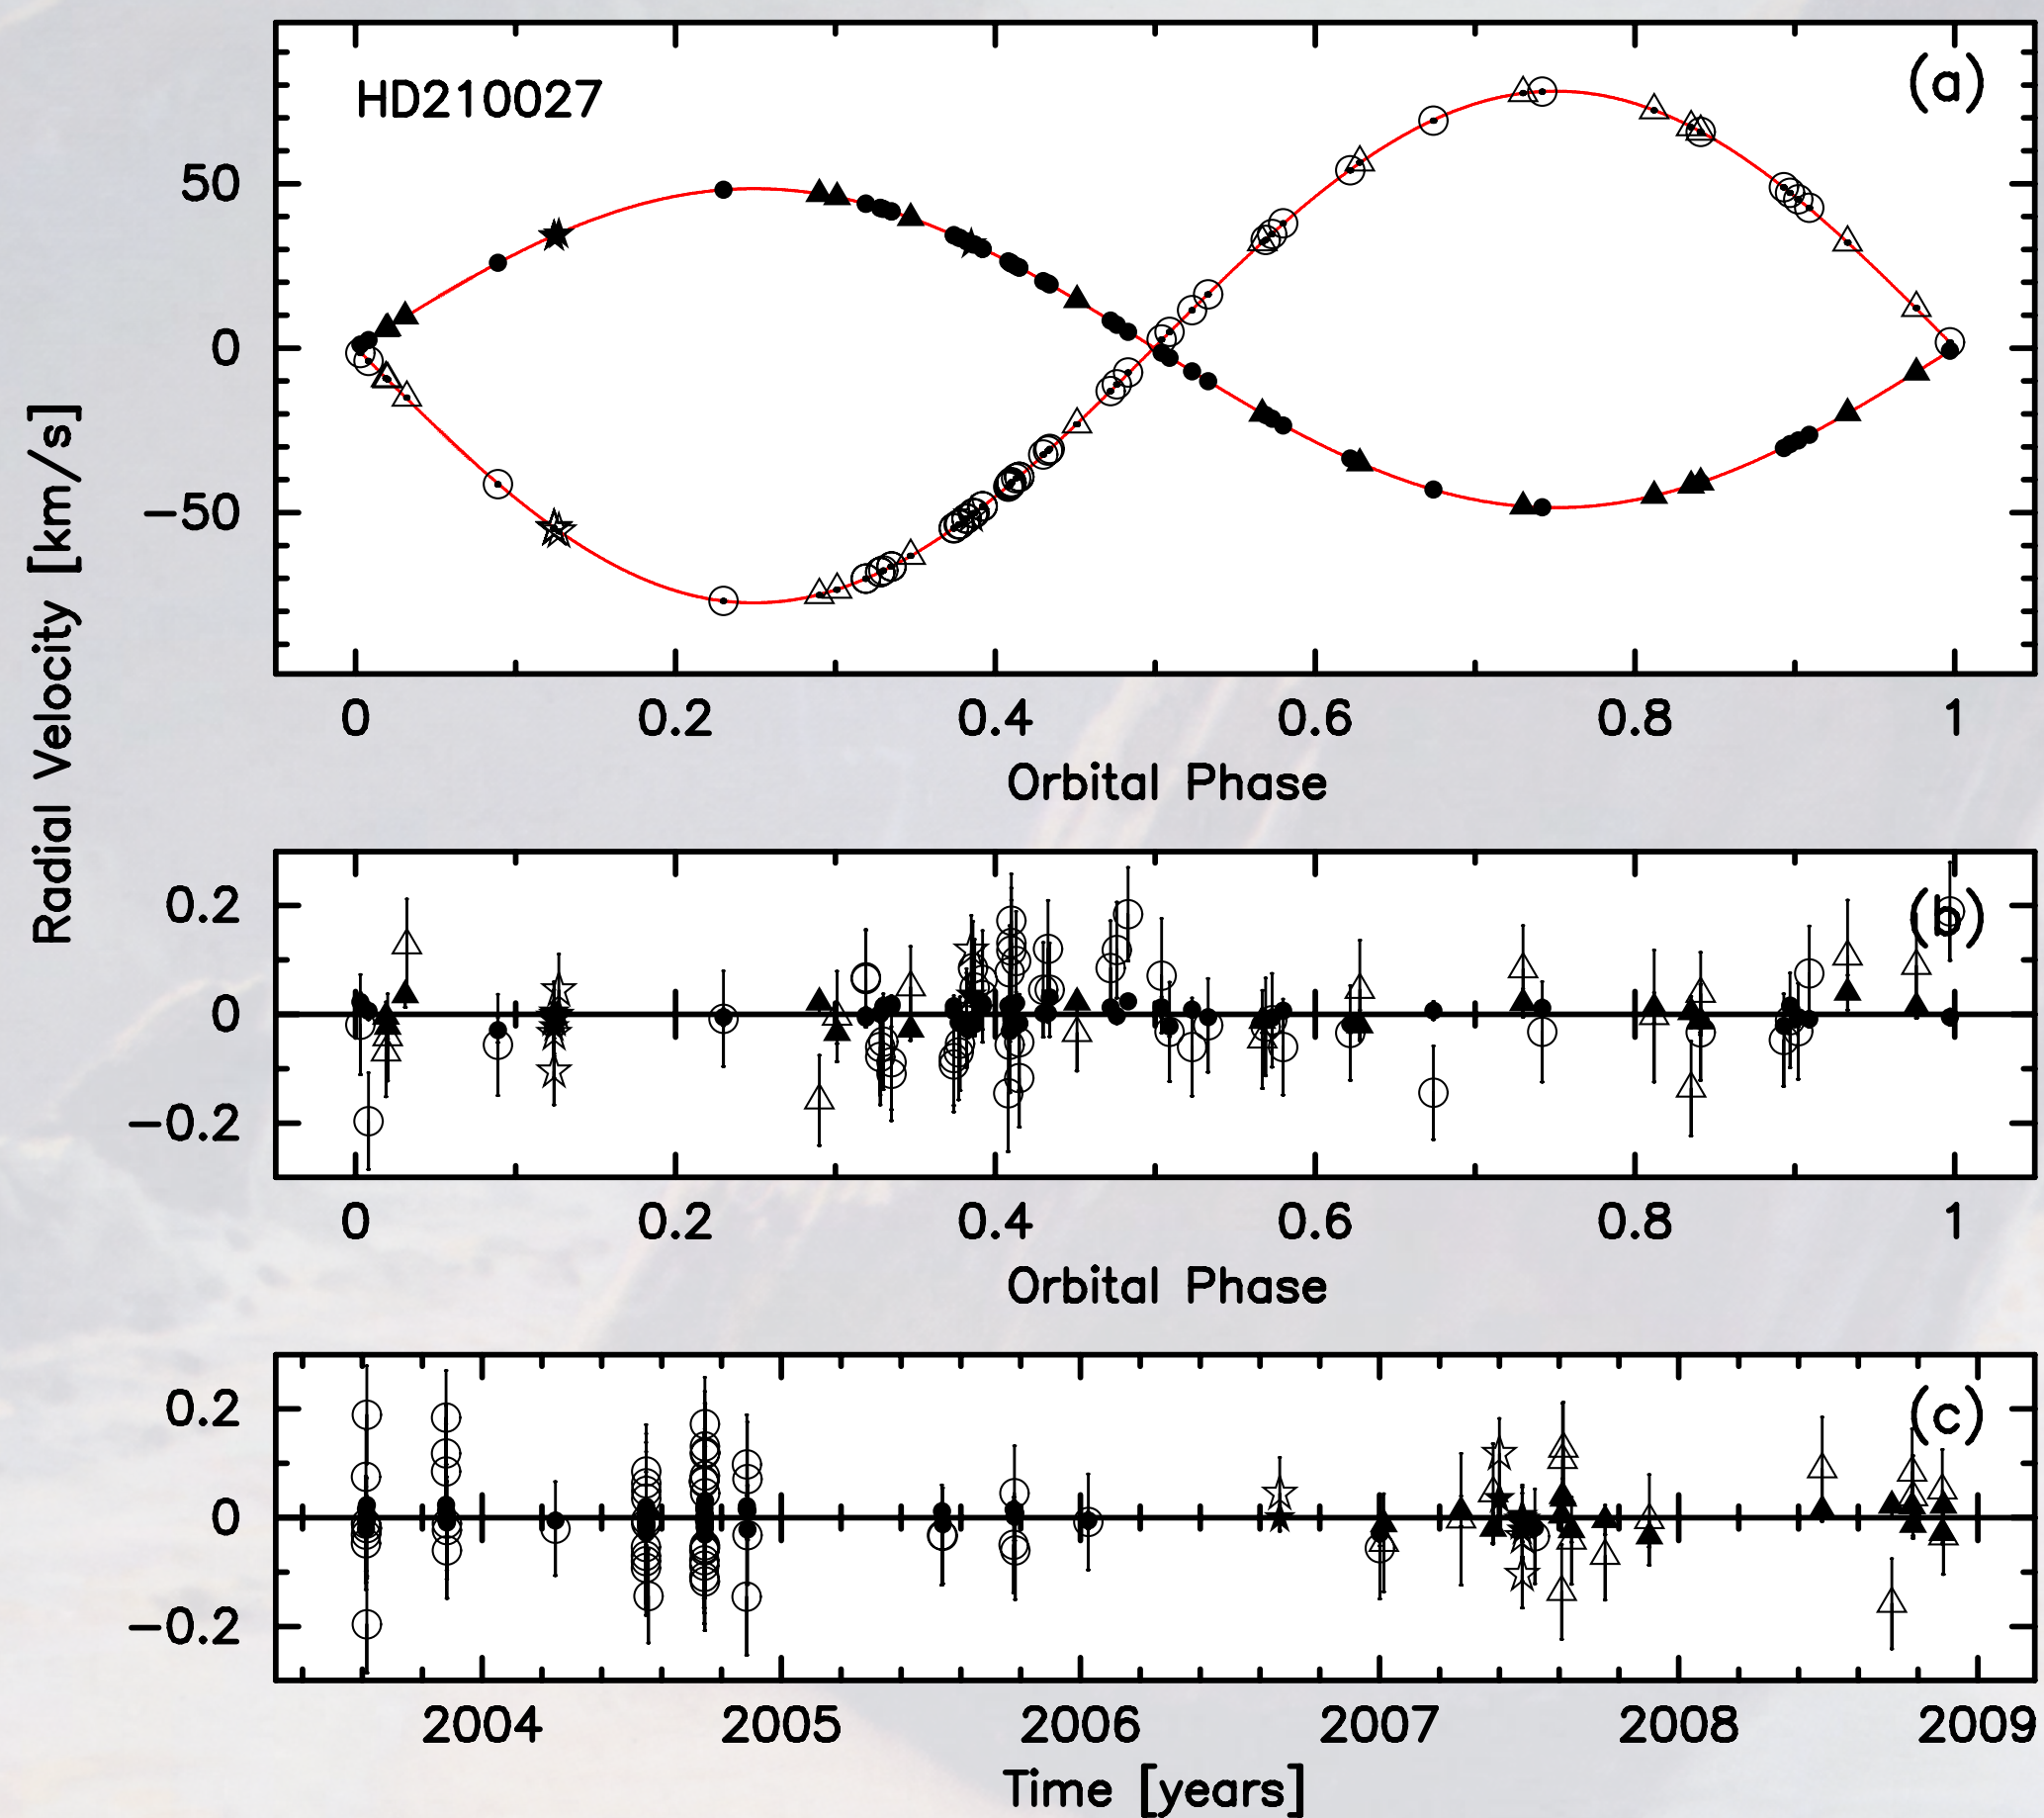 HD210027
(a)
50
0
−50
0 0.2 0.4 0.6 0.8 1
Orbital Phase
Radial Velocity [km/s]
(b)
0.2
0
−0.2
0 0.2 0.4 0.6 0.8 1
Orbital Phase
(c)
0.2
0
−0.2
2004 2005 2006 2007 2008 2009
Time [years]